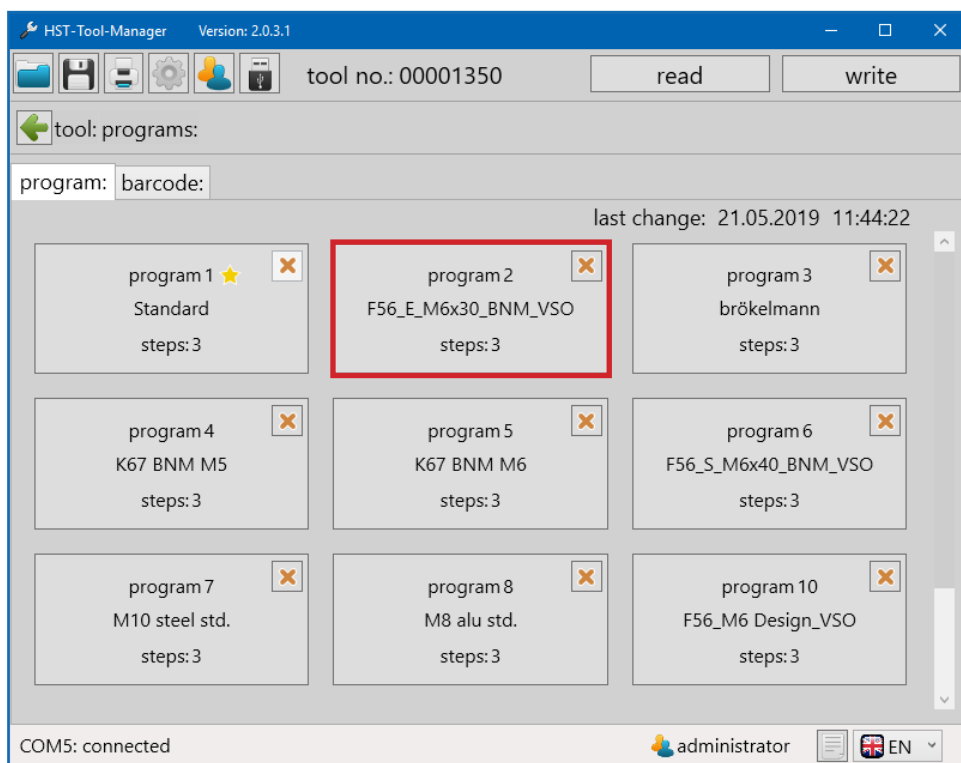 HST-Tool-Manager Version: 2.0.3.1
tool no.: 00001350 read write
tool: programs:
program: barcode:
last change: 21.05.2019 11:44:22
program 1
Standard
steps: 3
program 2
F56_E_M6x30_BNM_VSO
steps: 3
program 3
brökelmann
steps: 3
program 4
K67 BNM M5
steps: 3
program 5
K67 BNM M6
steps: 3
program 6
F56_S_M6x40_BNM_VSO
steps: 3
program 7
M10 steel std.
steps: 3
program 8
M8 alu std.
steps: 3
program 10
F56_M6 Design_VSO
steps: 3
COM5: connected administrator EN